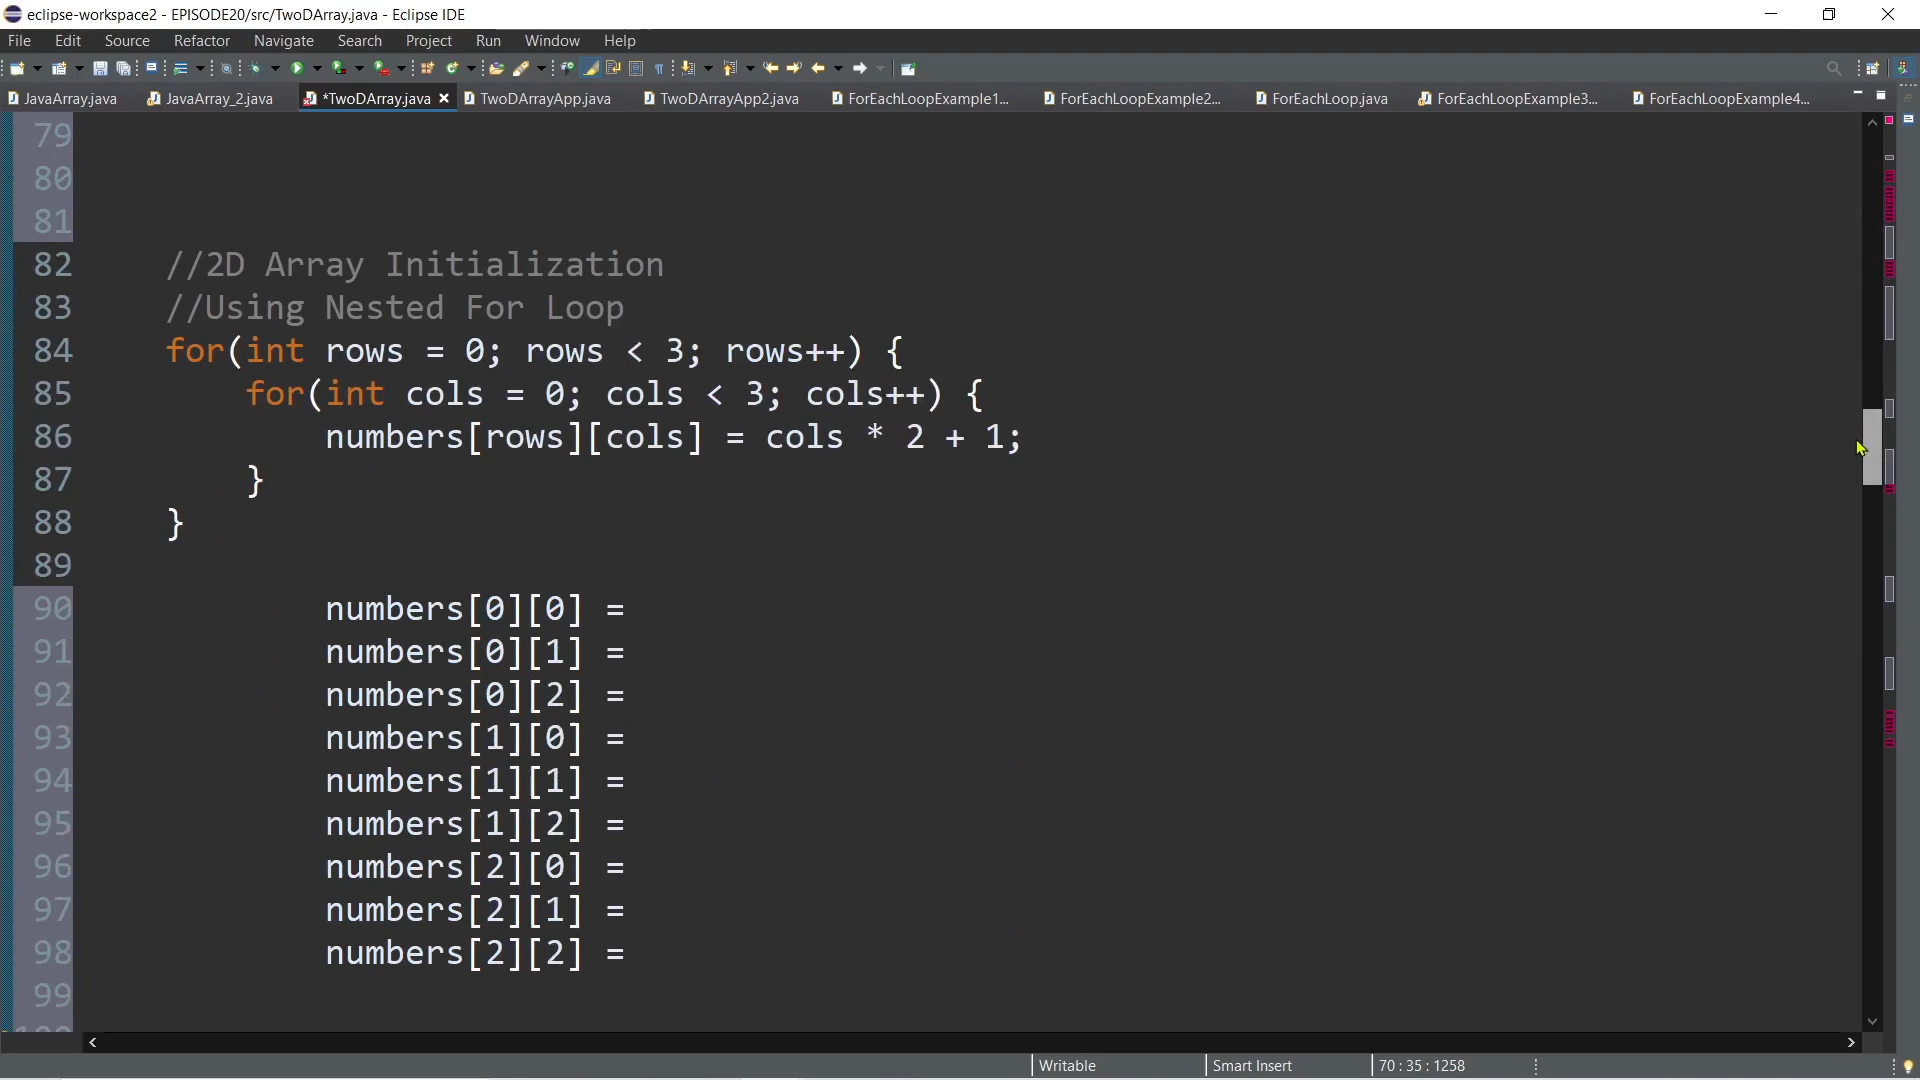 eclipse-workspace2 - EPISODE20/src/TwoDArray.java - Eclipse IDE
File Edit Source Refactor Navigate Search Project Run Window Help
JavaArray.java JavaArray_2.java *TwoDArray.java TwoDArrayApp.java TwoDArrayApp2.java ForEachLoopExample1... ForEachLoopExample2... ForEachLoop.java ForEachLoopExample3... ForEachLoopExample4...
79
80
81
82 //2D Array Initialization
83 //Using Nested For Loop
84 for(int rows = 0; rows < 3; rows++) {
85 for(int cols = 0; cols < 3; cols++) {
86 numbers[rows][cols] = cols * 2 + 1;
87 }
88 }
89
90 numbers[0][0] =
91 numbers[0][1] =
92 numbers[0][2] =
93 numbers[1][0] =
94 numbers[1][1] =
95 numbers[1][2] =
96 numbers[2][0] =
97 numbers[2][1] =
98 numbers[2][2] =
99
Writable Smart Insert 70 : 35 : 1258